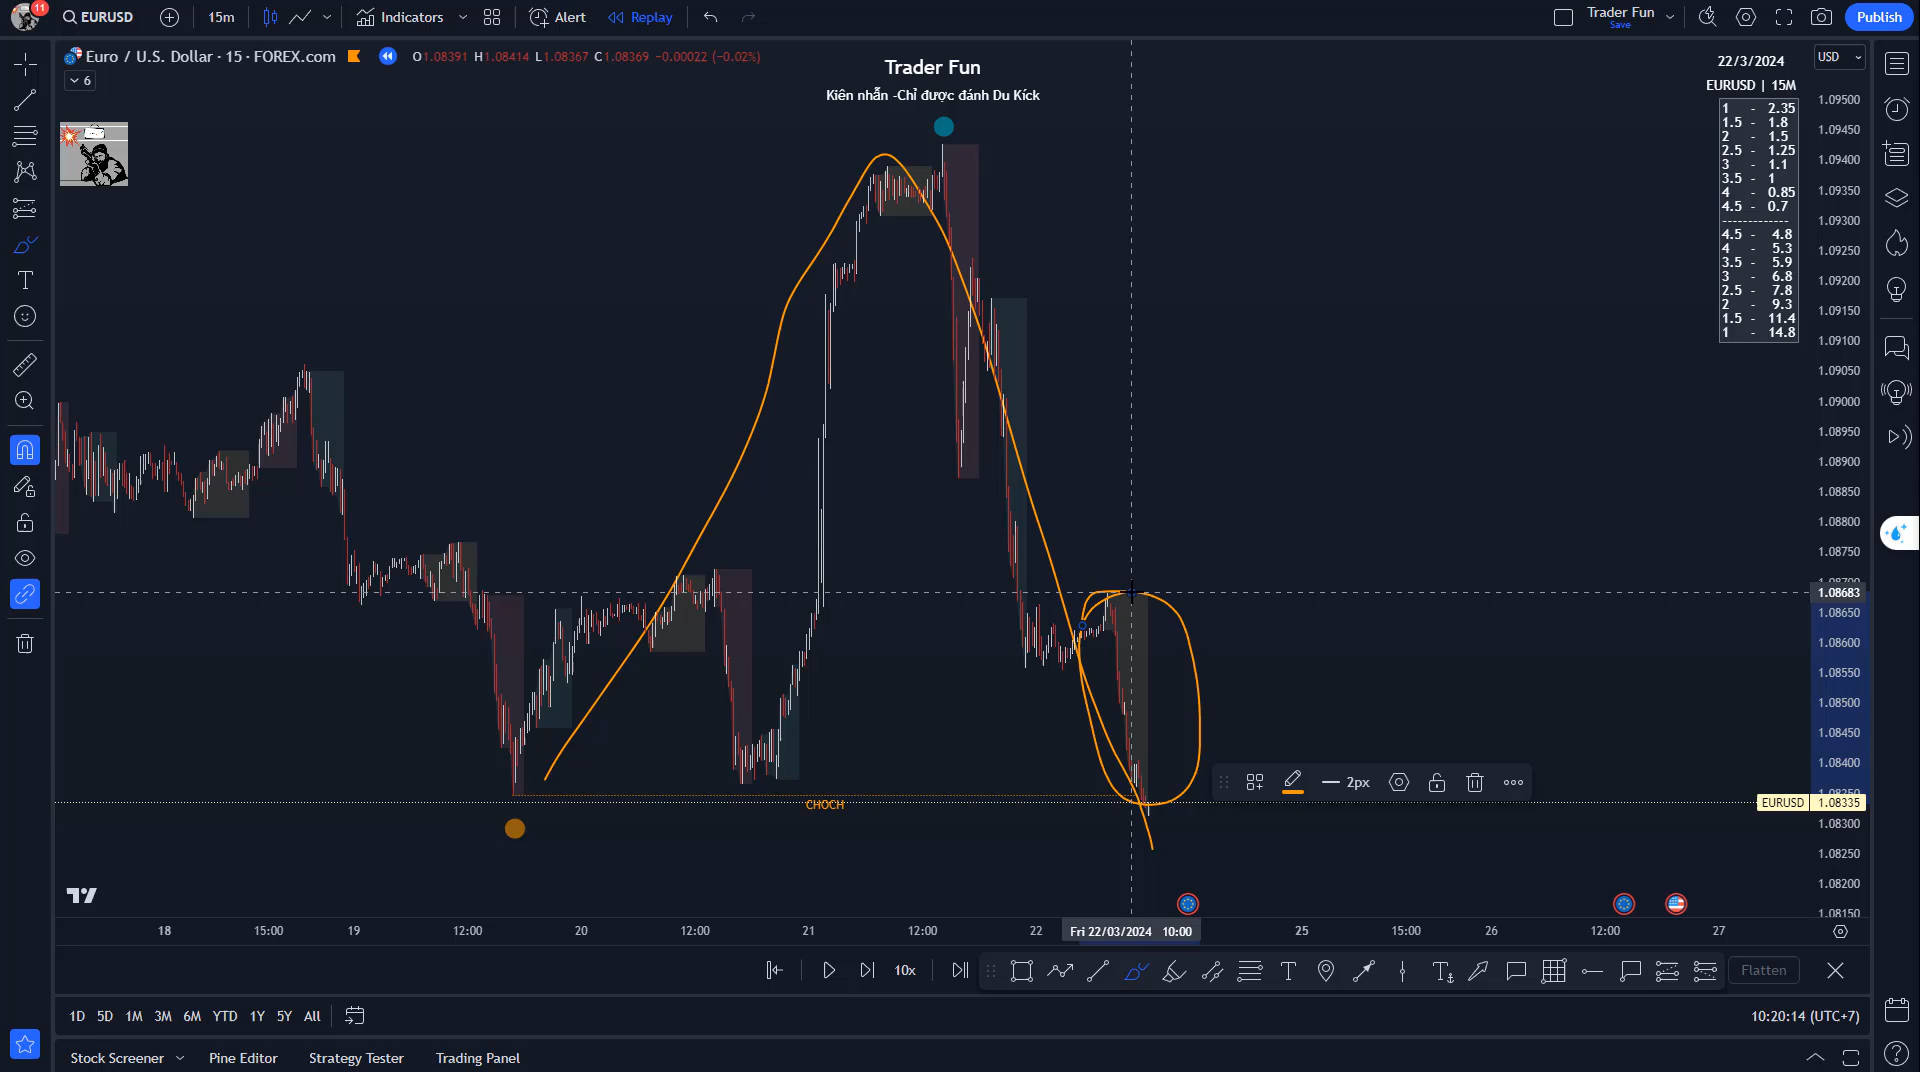 11
EURUSD
15m
Indicators
Alert
Replay
Trader Fun
Save
Publish
Euro / U.S. Dollar · 15 · FOREX.com
O1.08391 H1.08414 L1.08367 C1.08369 −0.00022 (−0.02%)
6
Trader Fun
Kiên nhẫn -Chỉ được đánh Du Kích
22/3/2024
EURUSD | 15M
USD
1 - 2.35
1.5 - 1.8
2 - 1.5
2.5 - 1.25
3 - 1.1
3.5 - 1
4 - 0.85
4.5 - 0.7
-------------
4.5 - 4.8
4 - 5.3
3.5 - 5.9
3 - 6.8
2.5 - 7.8
2 - 9.3
1.5 - 11.4
1 - 14.8
1.09500
1.09450
1.09400
1.09350
1.09300
1.09250
1.09200
1.09150
1.09100
1.09050
1.09000
1.08950
1.08900
1.08850
1.08800
1.08750
1.08700
1.08683
1.08650
1.08600
1.08550
1.08500
1.08450
1.08400
1.08350
EURUSD 1.08335
1.08300
1.08250
1.08200
1.08150
CHOCH
2px
18 15:00 19 12:00 20 12:00 21 12:00 22 Fri 22/03/2024 10:00 25 15:00 26 12:00 27
10x
Flatten
1D 5D 1M 3M 6M YTD 1Y 5Y All
10:20:14 (UTC+7)
Stock Screener
Pine Editor
Strategy Tester
Trading Panel